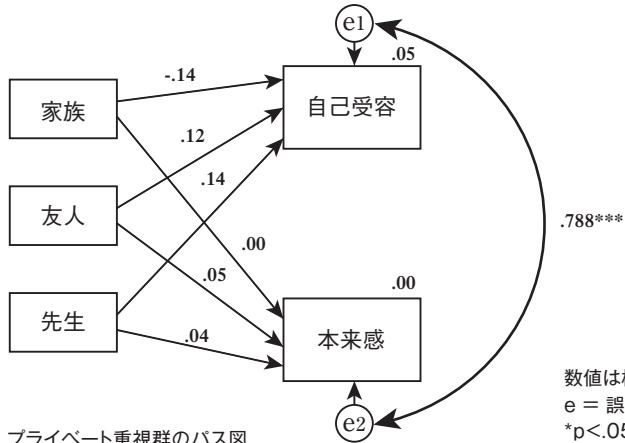 e1
.05
-.14
家族
自己受容
.12
.14
友人
.788***
.00
.05
.00
先生
.04
本来感
数値は
e = 誤
*p<.05
e2
プライベート重視群のパス図